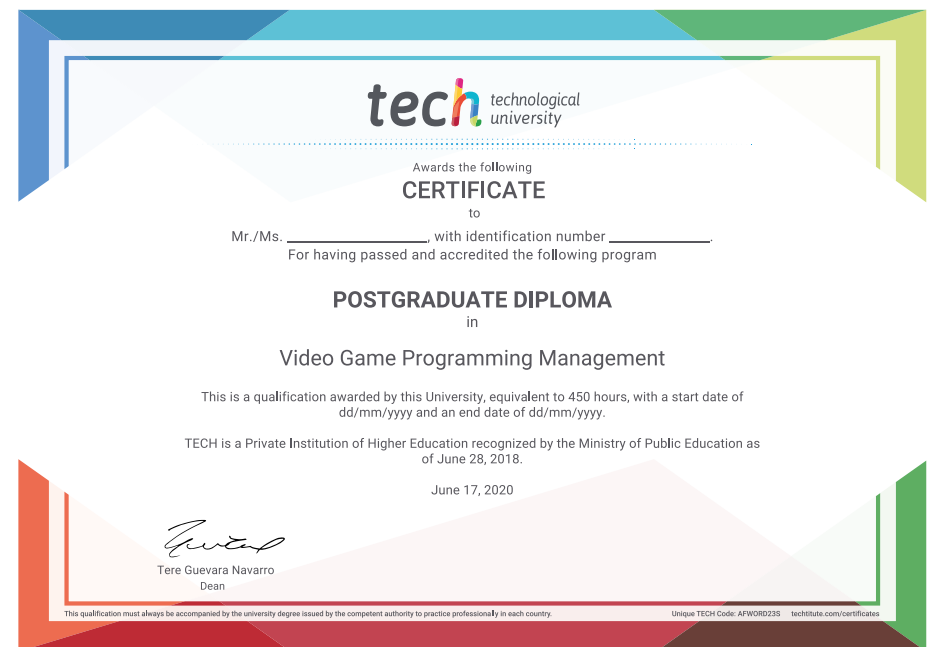 tech technological
university
Awards the following
CERTIFICATE
to
Mr./Ms. ____________, with identification number ____________.
For having passed and accredited the following program
POSTGRADUATE DIPLOMA
in
Video Game Programming Management
This is a qualification awarded by this University, equivalent to 450 hours, with a start date of
dd/mm/yyyy and an end date of dd/mm/yyyy.
TECH is a Private Institution of Higher Education recognized by the Ministry of Public Education as
of June 28, 2018.
June 17, 2020
Tere Guevara Navarro
Dean
This qualification must always be accompanied by the university degree issued by the competent authority to practice professionally in each country. Unique TECH Code: AFWORD23S techtitute.com/certificates